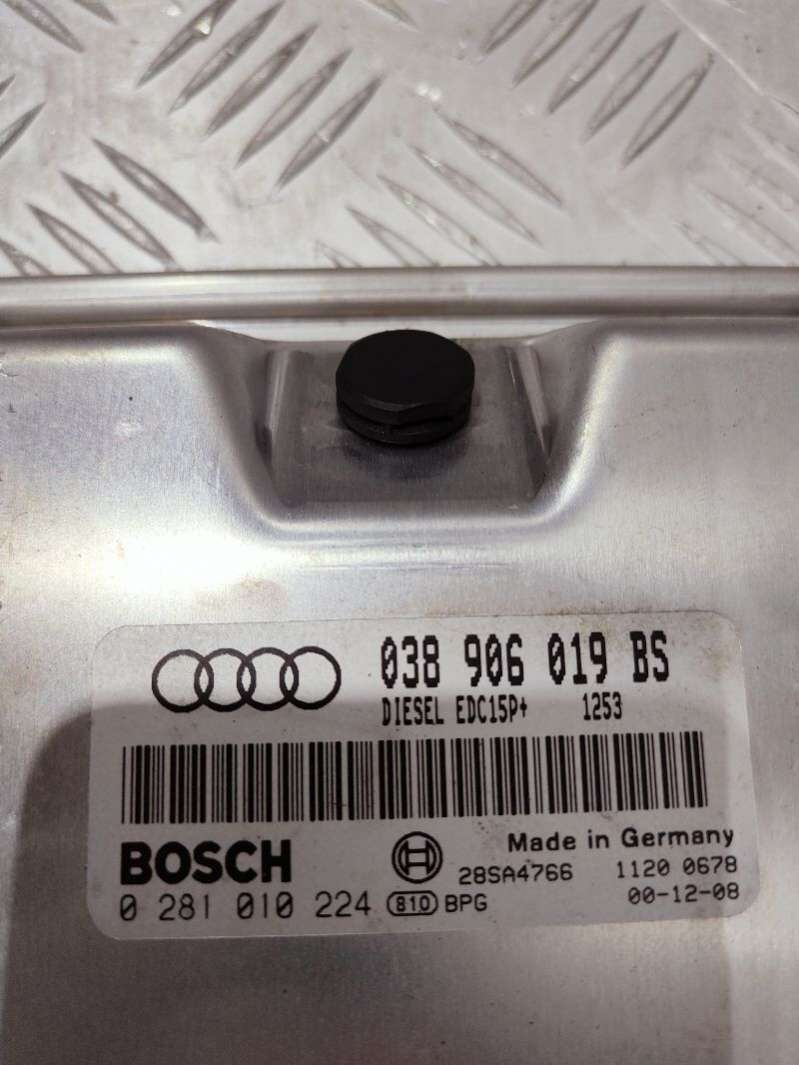 038 906 019 BS
DIESEL EDC15P+ 1253
BOSCH
Made in Germany
28SA4766 1120 0678
0 281 010 224 810 BPG 00-12-08